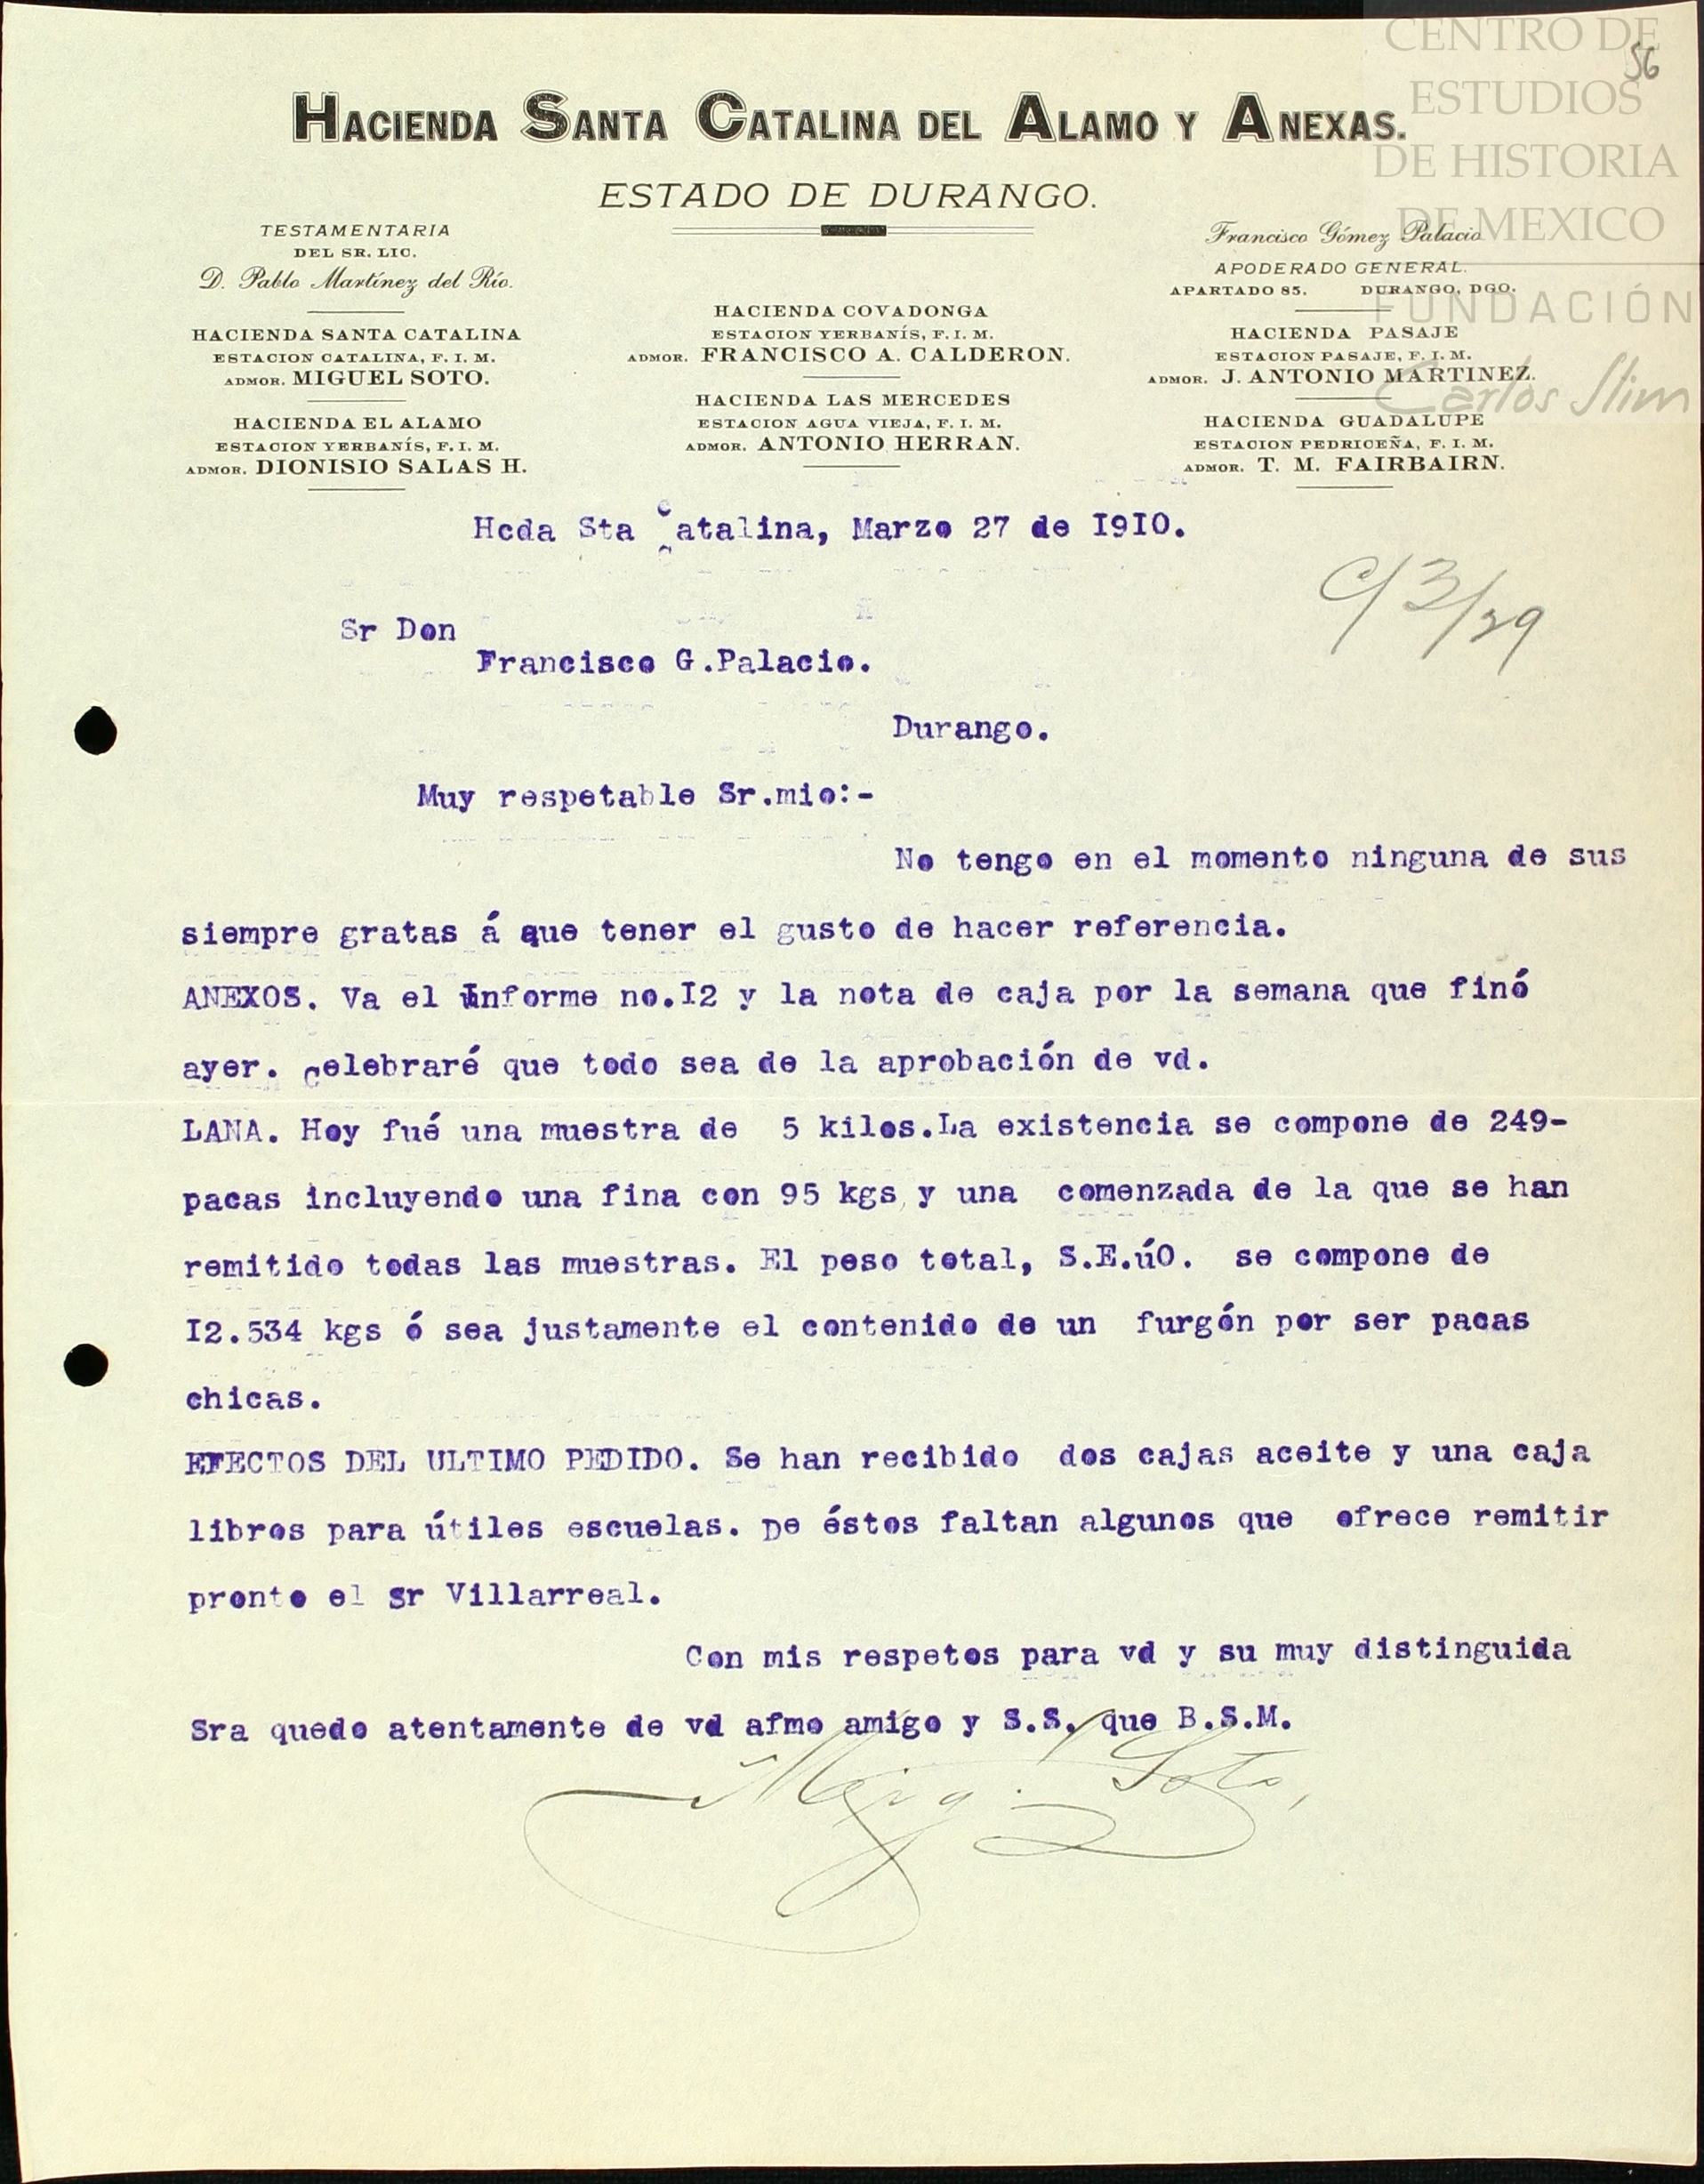 CENTRO DE
ESTUDIOS
DE HISTORIA
DE MEXICO
FUNDACIÓN
Carlos Slim
56
HACIENDA SANTA CATALINA DEL ALAMO Y ANEXAS.
ESTADO DE DURANGO.
TESTAMENTARIA
DEL SR. LIC.
D. Pablo Martínez del Río.
HACIENDA SANTA CATALINA
ESTACION CATALINA, F. I. M.
ADMOR. MIGUEL SOTO.
HACIENDA EL ALAMO
ESTACION YERBANÍS, F. I. M.
ADMOR. DIONISIO SALAS H.
HACIENDA COVADONGA
ESTACION YERBANÍS, F. I. M.
ADMOR. FRANCISCO A. CALDERON.
HACIENDA LAS MERCEDES
ESTACION AGUA VIEJA, F. I. M.
ADMOR. ANTONIO HERRAN.
Francisco Gómez Palacio
APODERADO GENERAL.
APARTADO 85. DURANGO, DGO.
HACIENDA PASAJE
ESTACION PASAJE, F. I. M.
ADMOR. J. ANTONIO MARTINEZ.
HACIENDA GUADALUPE
ESTACION PEDRICEÑA, F. I. M.
ADMOR. T. M. FAIRBAIRN.
Hcda Sta Catalina, Marzo 27 de I9I0.
C/ 3/29
Sr Don
Francisco G.Palacio.
Durango.
Muy respetable Sr.mio:-
No tengo en el momento ninguna de sus
siempre gratas á que tener el gusto de hacer referencia.
ANEXOS. Va el Informe no.I2 y la nota de caja por la semana que finó
ayer. Celebraré que todo sea de la aprobación de vd.
LANA. Hoy fué una muestra de 5 kilos.La existencia se compone de 249-
pacas incluyendo una fina con 95 kgs, y una comenzada de la que se han
remitido todas las muestras. El peso total, S.E.úO. se compone de
I2.534 kgs ó sea justamente el contenido de un furgón por ser pacas
chicas.
EFECTOS DEL ULTIMO PEDIDO. Se han recibido dos cajas aceite y una caja
libros para útiles escuelas. De éstos faltan algunos que ofrece remitir
pronto el Sr Villarreal.
Con mis respetos para vd y su muy distinguida
Sra quedo atentamente de vd afmo amigo y S.S. que B.S.M.
Soto,